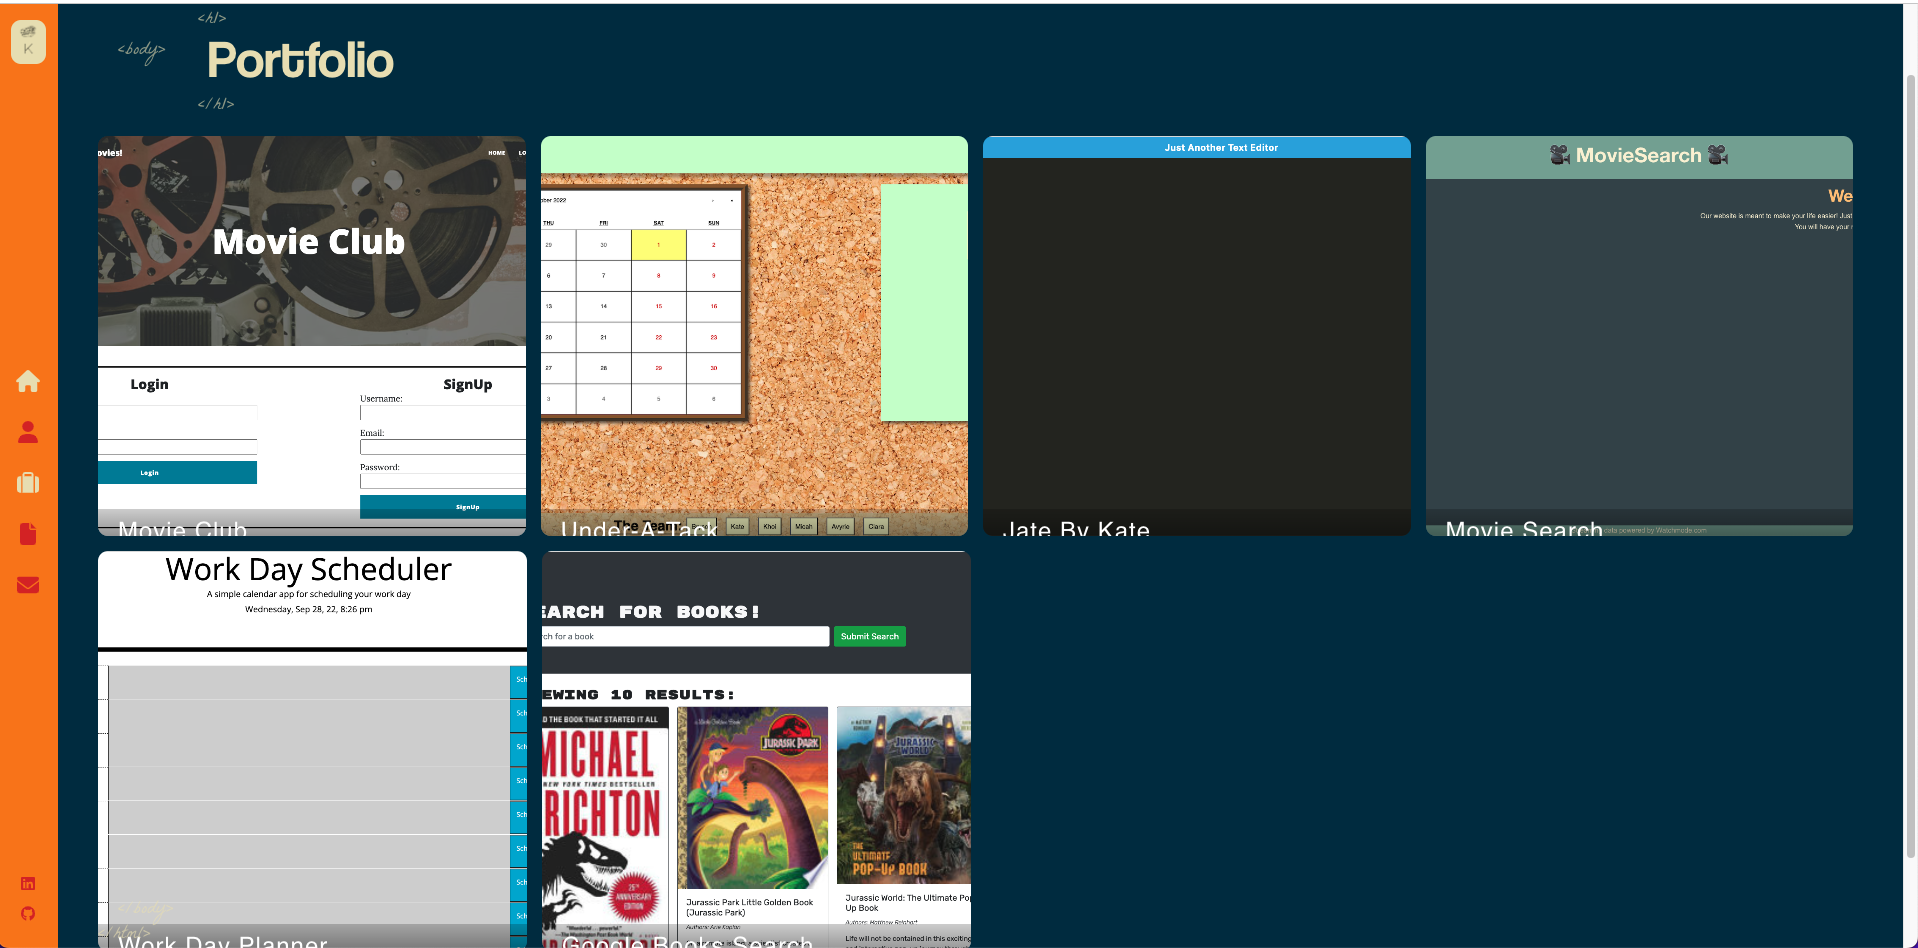 <h1>
K
<body>
Portfolio
</h1>
ovies!
HOME
LO
Movie Club
Login
SignUp
Username:
Email:
Password:
Login
SignUp
Movie Club
ober 2022
THU FRI SAT SUN
29 30 1 2
6 7 8 9
13 14 15 16
20 21 22 23
27 28 29 30
3 4 5 6
The Team
Kate Khoi Micah Avyrie Ciara
Under-A-Tack
Just Another Text Editor
Jate By Kate
MovieSearch
We
Our website is meant to make your life easier! Just
You will have your
data powered by Watchmode.com
Movie Search
Work Day Scheduler
A simple calendar app for scheduling your work day
Wednesday, Sep 28, 22, 8:26 pm
Sch
Sch
Sch
Sch
Sch
Sch
Sch
Sch
</body>
</html>
Work Day Planner
EARCH FOR BOOKS!
rch for a book
Submit Search
EWING 10 RESULTS:
D THE BOOK THAT STARTED IT ALL
MICHAEL
NEW YORK TIMES BESTSELLER
RICHTON
25TH
ANNIVERSARY
EDITION
JURASSIC PARK
Jurassic Park Little Golden Book
(Jurassic Park)
Authors: Arie Kaplan
JURASSIC
WORLD
THE
ULTIMATE
POP-UP BOOK
Jurassic World: The Ultimate Pop
Up Book
Authors: Matthew Reinhart
Life will not be contained in this exciting
Google Books Search